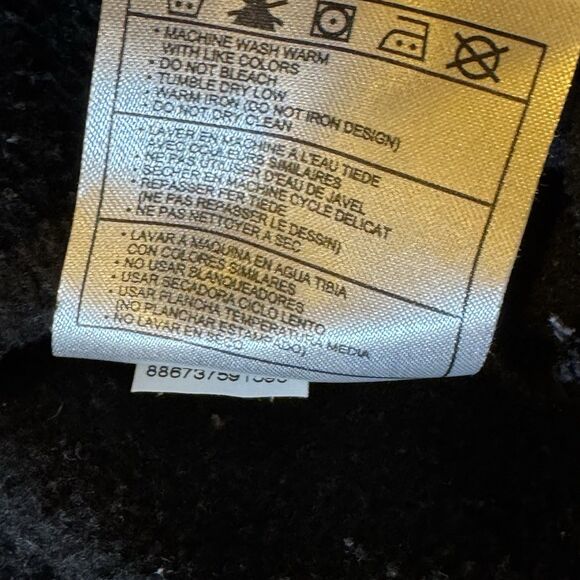 • MACHINE WASH WARM
WITH LIKE COLORS
• DO NOT BLEACH
• TUMBLE DRY LOW
• WARM IRON (DO NOT IRON DESIGN)
• DO NOT DRY CLEAN
• LAVER EN MACHINE À L'EAU TIEDE
AVEC COULEURS SIMILAIRES
• NE PAS UTILISER D'EAU DE JAVEL
• SECHER EN MACHINE CYCLE DÉLICAT
• REPASSER FER TIEDE
(NE PAS REPASSER LE DESSIN)
• NE PAS NETTOYER A SEC
• LAVAR A MAQUINA EN AGUA TIBIA
CON COLORES SIMILARES
• NO USAR BLANQUEADORES
• USAR SECADORA CICLO LENTO
• USAR PLANCHA TEMPERATURA MEDIA
(NO PLANCHAR ESTAMPADO)
• NO LAVAR EN SECO